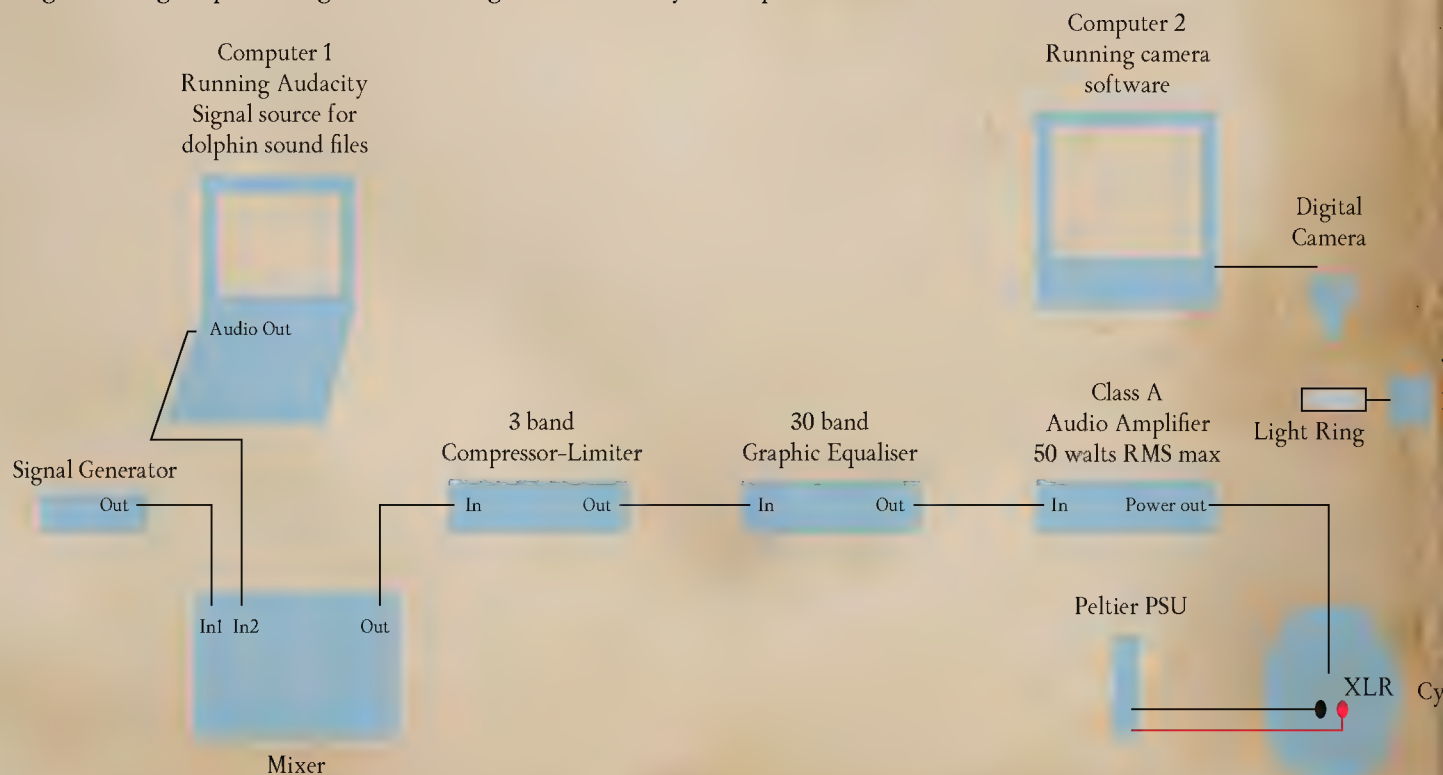 Computer 1
Running Audacity
Signal source for
dolphin sound files
Audio Out
Computer 2
Running camera
software
Digital
Camera
Light Ring
Signal Generator
Out
In1 In2
Out
Mixer
3 band
Compressor-Limiter
In
Out
30 band
Graphic Equaliser
In
Out
Class A
Audio Amplifier
50 walts RMS max
In
Power out
Peltier PSU
XLR
Cy